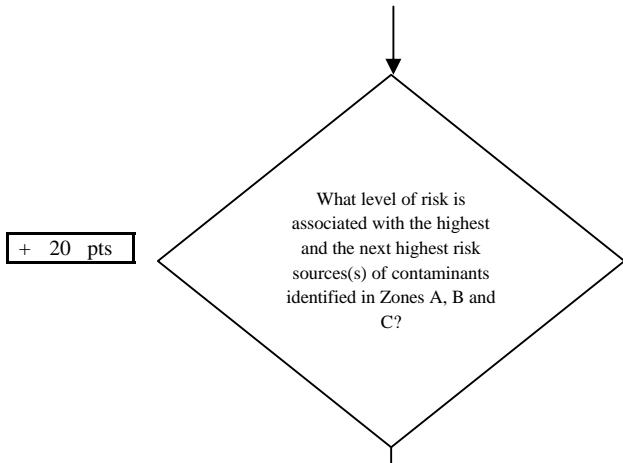 What level of risk is
associated with the highest
and the next highest risk
sources(s) of contaminants
identified in Zones A, B and
C?
+ 20 pts